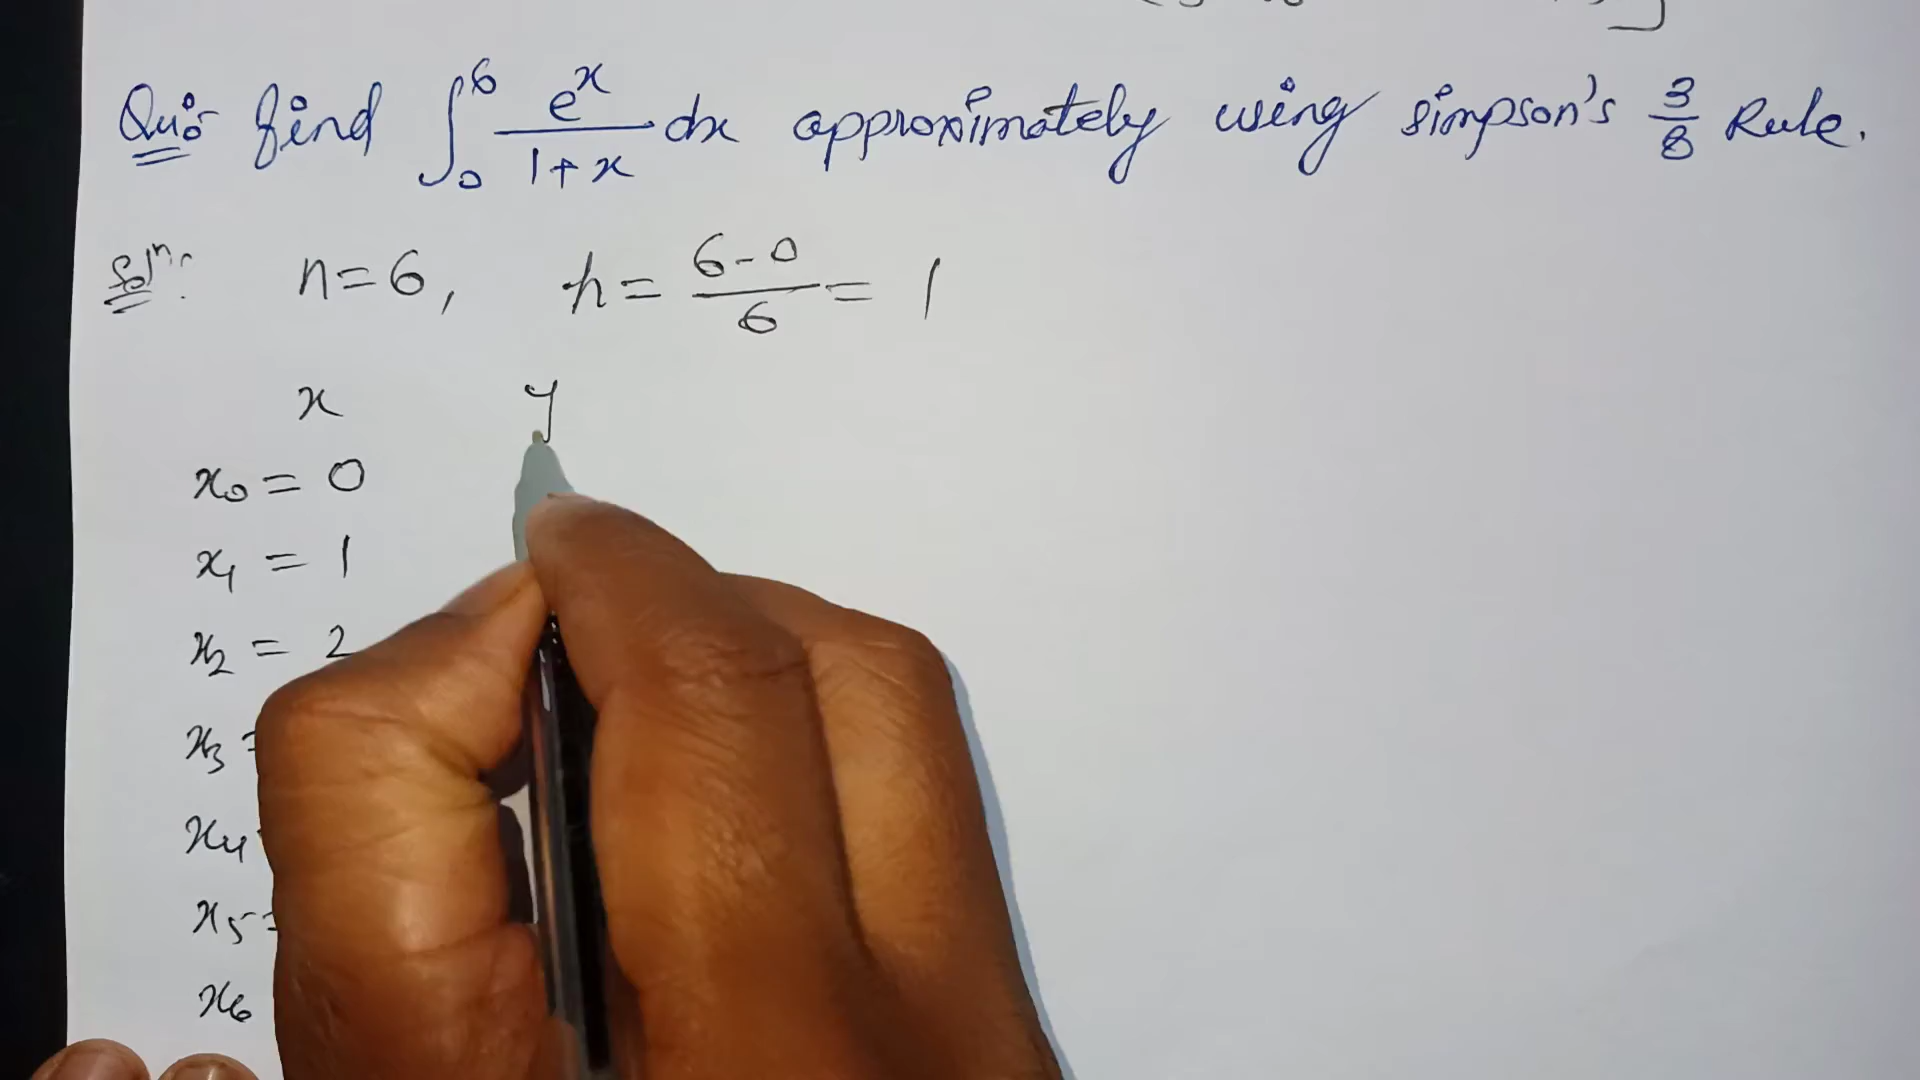 Qu:- find ∫₀⁶ eˣ/(1+x) dx approximately using simpson's 3/8 Rule.
Solⁿ: n=6, h= (6-0)/6 = 1
x y
x₀ = 0
x₁ = 1
x₂ = 2
x₃ =
x₄
x₅ =
x₆